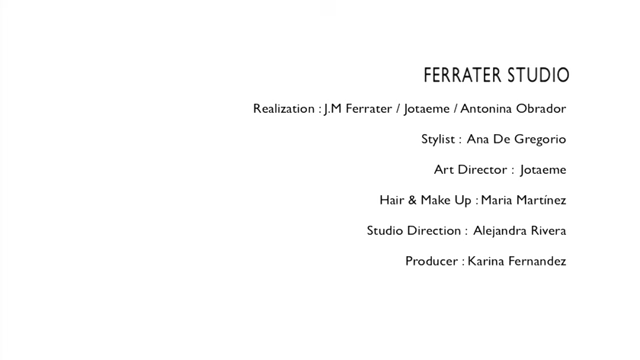 FERRATER STUDIO
Realization : J.M Ferrater / Jotaeme / Antonina Obrador
Stylist : Ana De Gregorio
Art Director : Jotaeme
Hair & Make Up : Maria Martínez
Studio Direction : Alejandra Rivera
Producer : Karina Fernandez